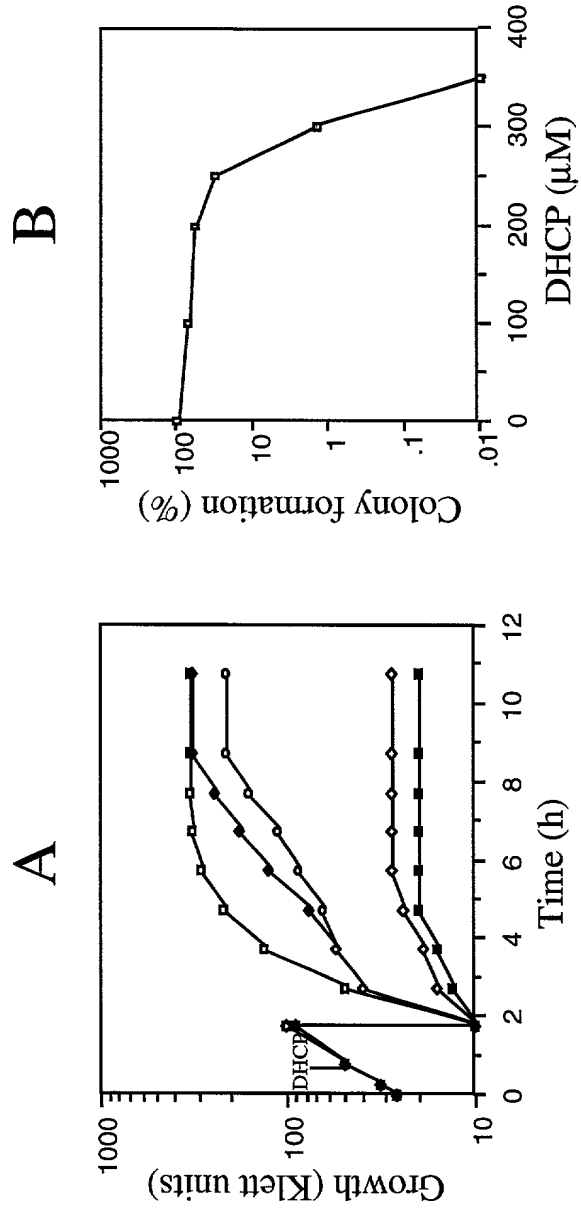 A
Growth (Klett units)
1000
100
10
DHCP
0 2 4 6 8 10 12
Time (h)
B
Colony formation (%)
1000
100
10
1
.1
.01
0 100 200 300 400
DHCP (μM)